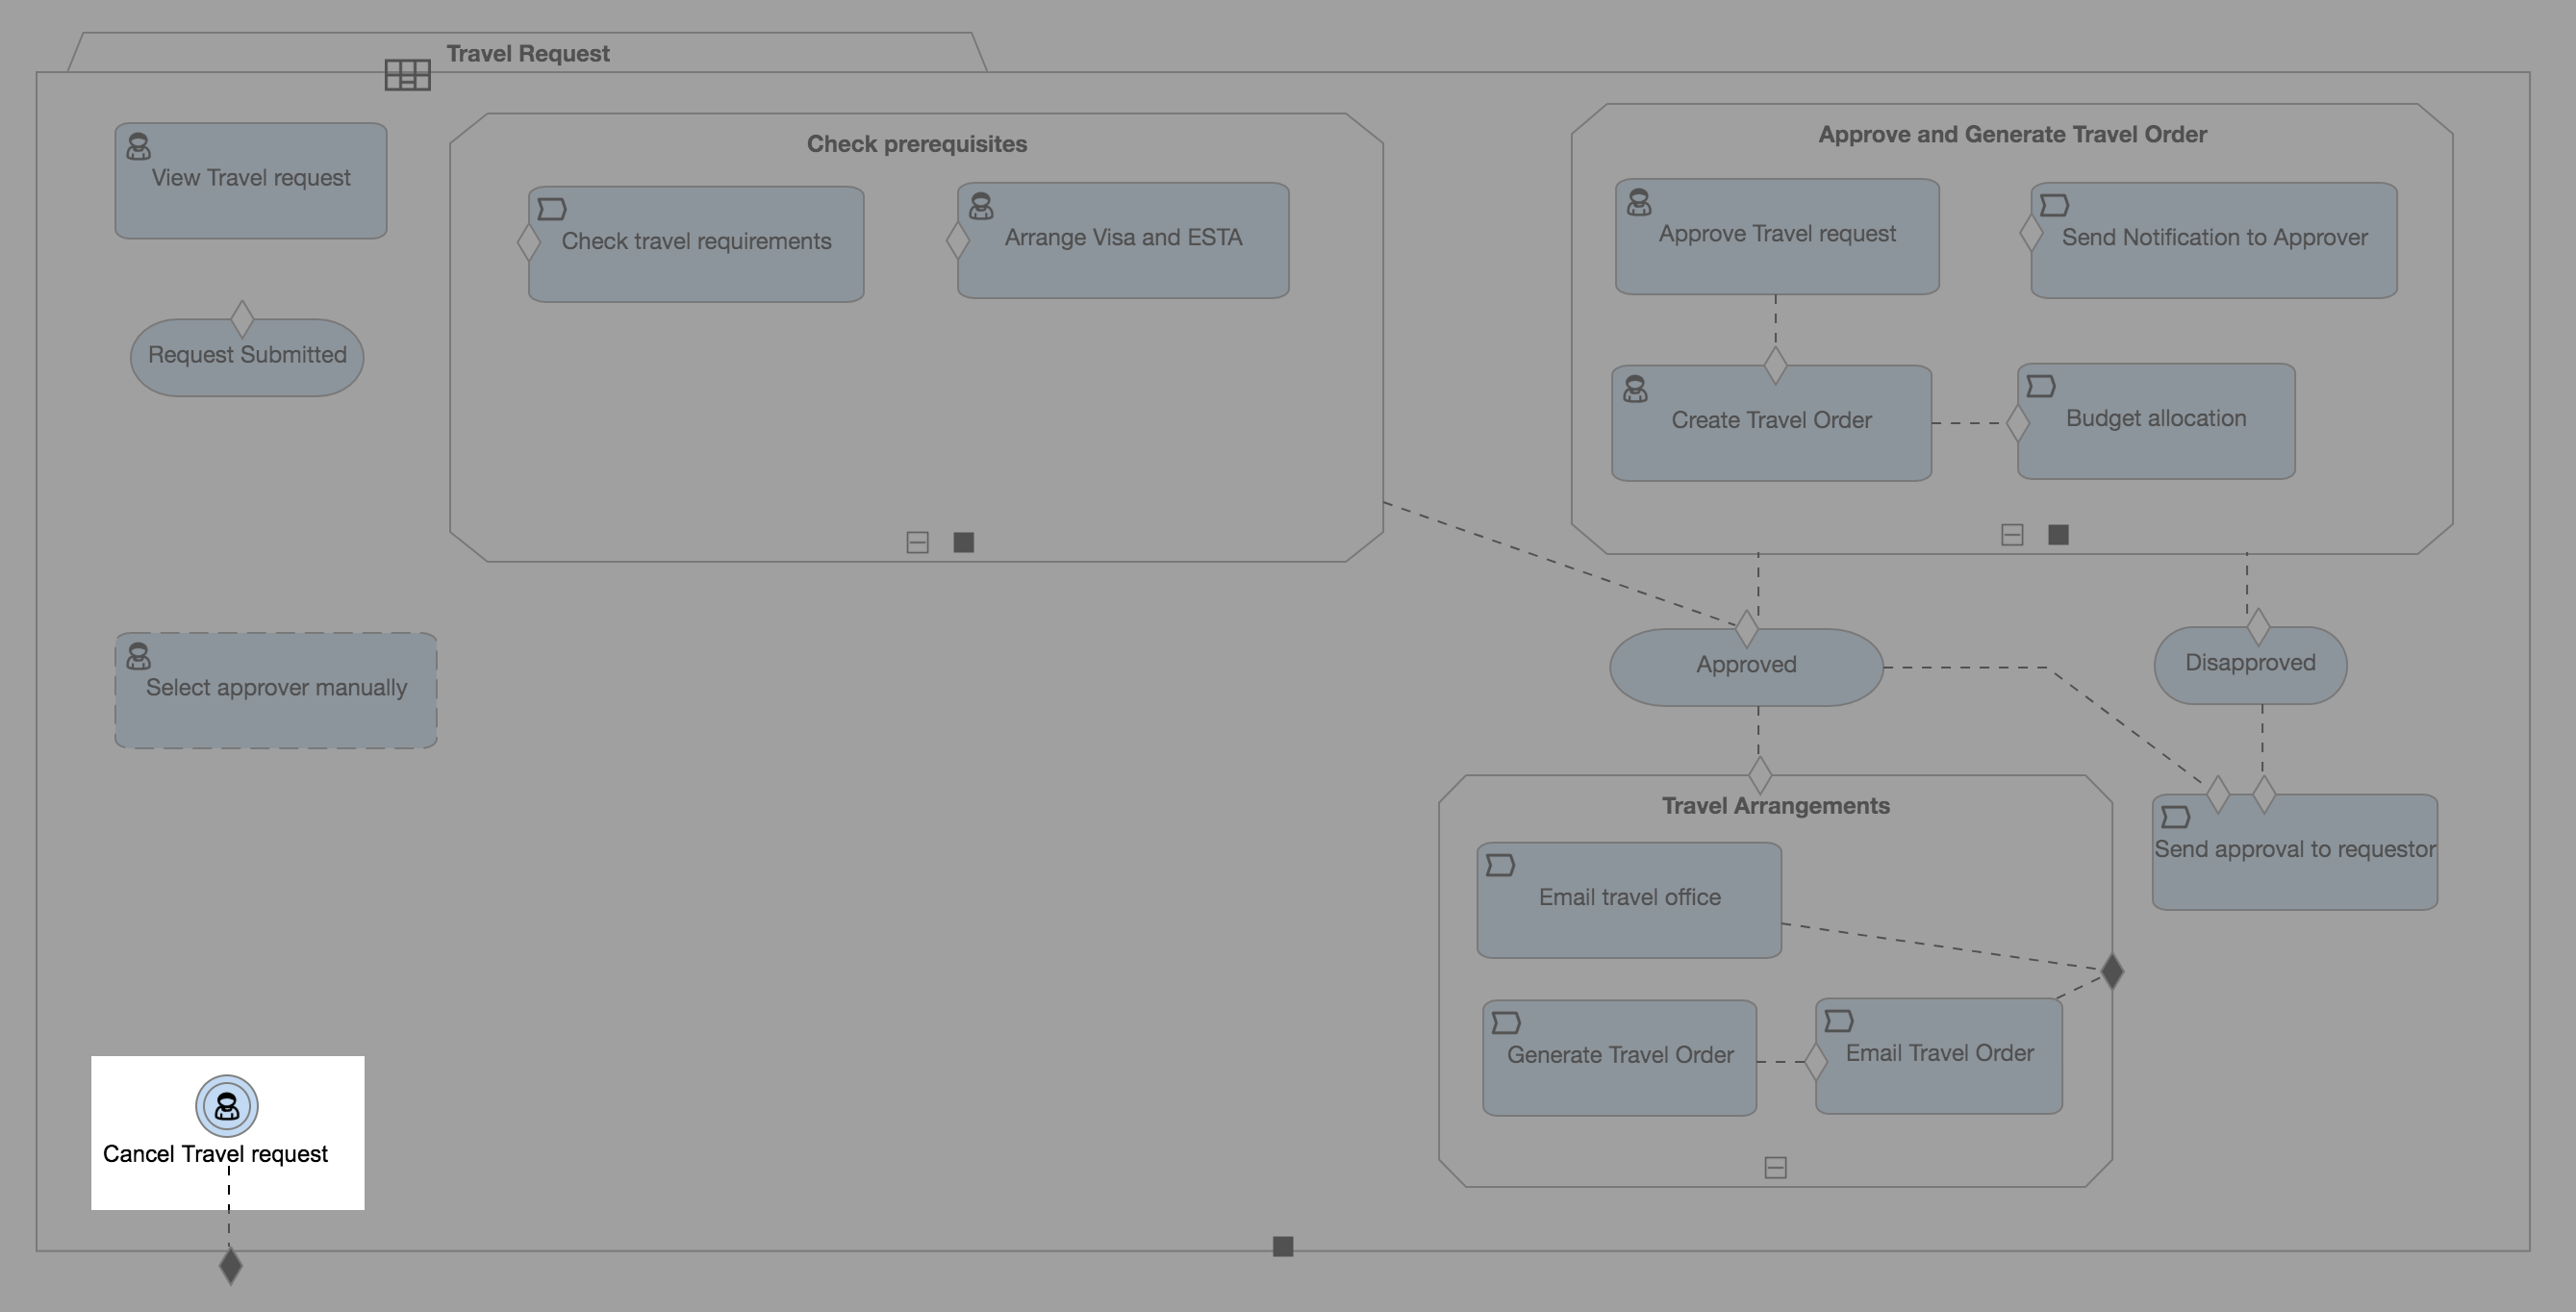 Travel Request
View Travel request
Request Submitted
Select approver manually
Cancel Travel request
Check prerequisites
Check travel requirements
Arrange Visa and ESTA
Approve and Generate Travel Order
Approve Travel request
Send Notification to Approver
Create Travel Order
Budget allocation
Approved
Disapproved
Travel Arrangements
Email travel office
Generate Travel Order
Email Travel Order
Send approval to requestor